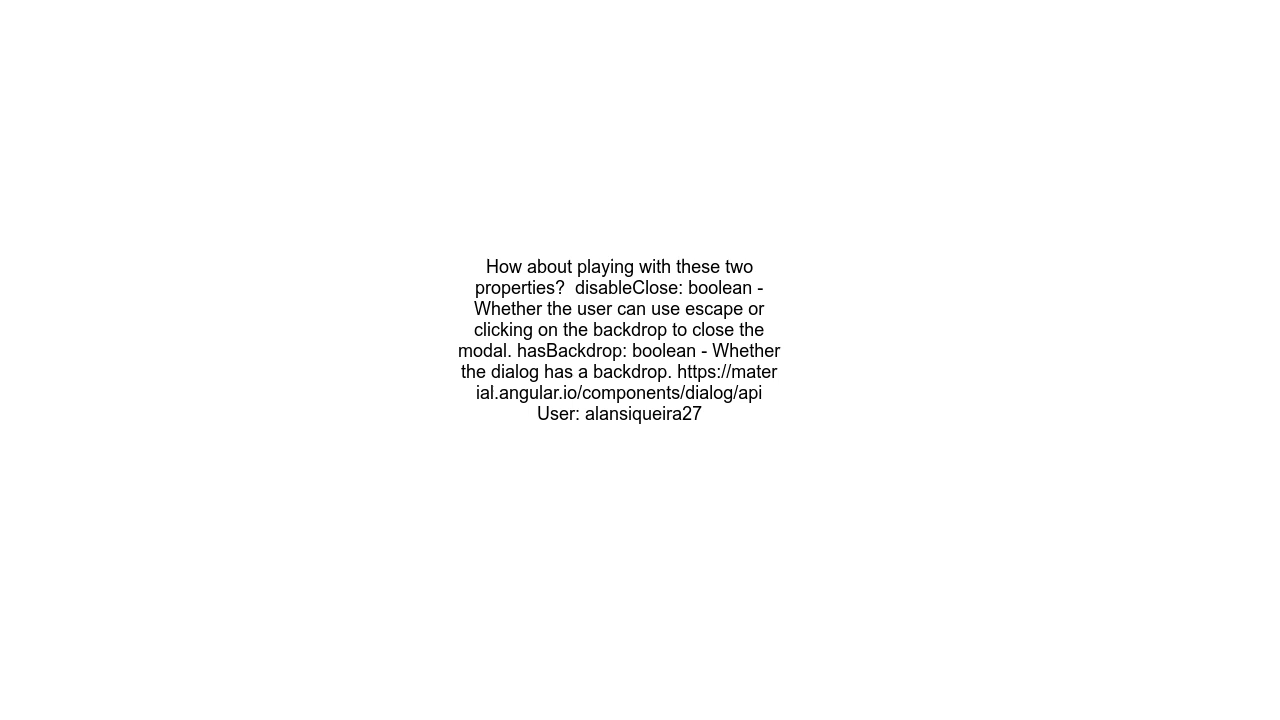 How about playing with these two
properties?  disableClose: boolean -
Whether the user can use escape or
clicking on the backdrop to close the
modal. hasBackdrop: boolean - Whether
the dialog has a backdrop. https://mater
ial.angular.io/components/dialog/api
User: alansiqueira27